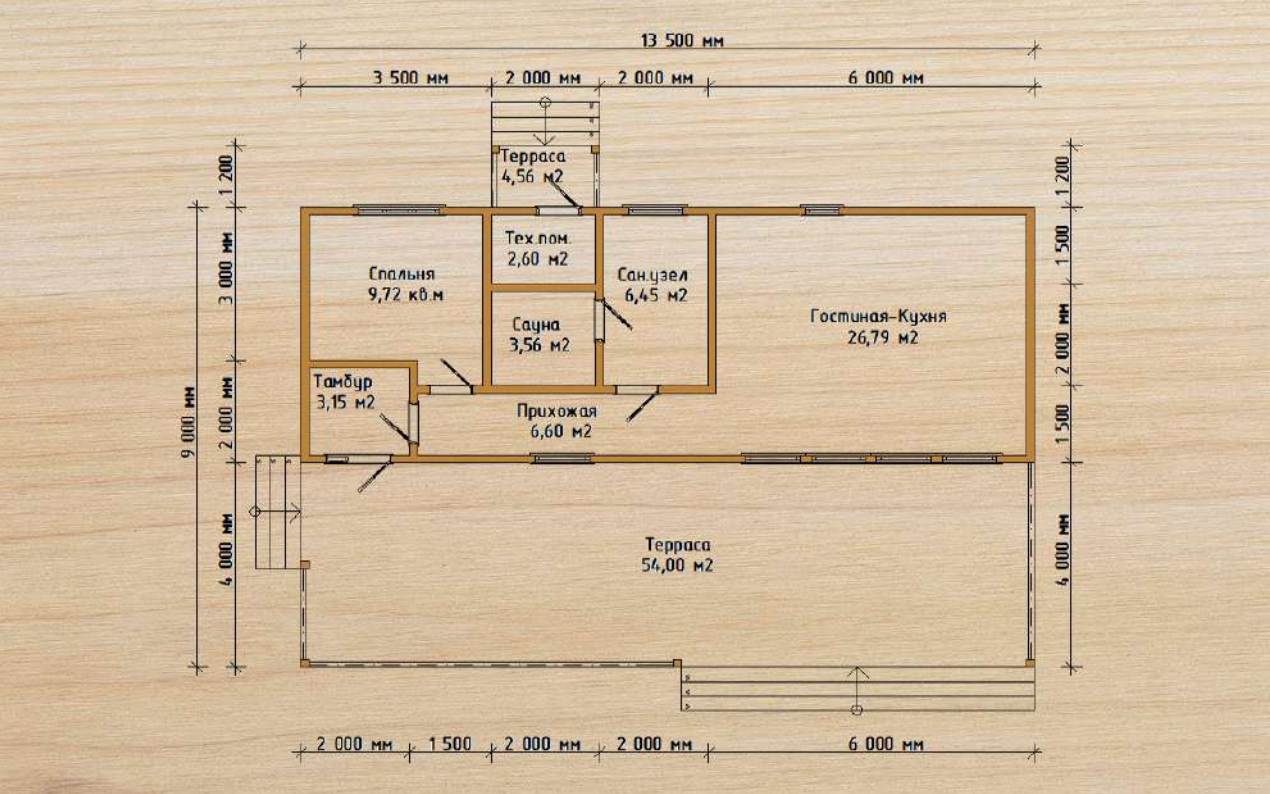 13 500 мм
3 500 мм
2 000 мм
2 000 мм
6 000 мм
1 200
Терраса
4,56 м2
1 200
3 000 мм
Тех.пом.
2,60 м2
1 500
Спальня
9,72 кв.м
Сан.узел
6,45 м2
Гостиная-Кухня
26,79 м2
Сауна
3,56 м2
2 000 мм
Тамбур
3,15 м2
9 000 мм
2 000 мм
Прихожая
6,60 м2
1 500
4 000 мм
Терраса
54,00 м2
4 000 мм
2 000 мм
1 500
2 000 мм
2 000 мм
6 000 мм